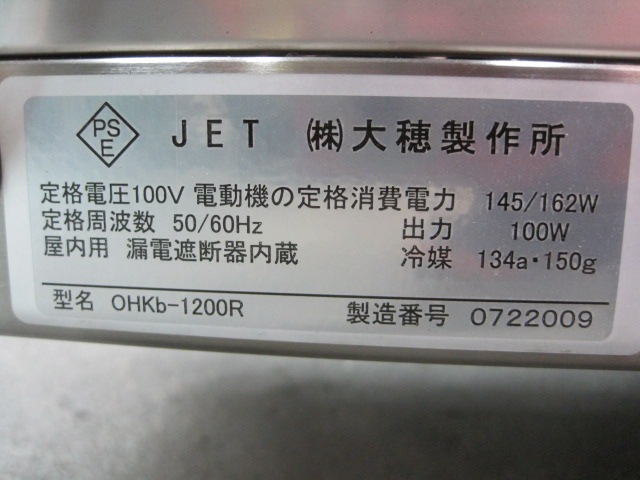 PS E JET ㈱大穂製作所
定格電圧100V 電動機の定格消費電力 145/162W
定格周波数 50/60Hz 出力 100W
屋内用 漏電遮断器内蔵 冷媒 134a・150g
型名 OHKb-1200R 製造番号 0722009